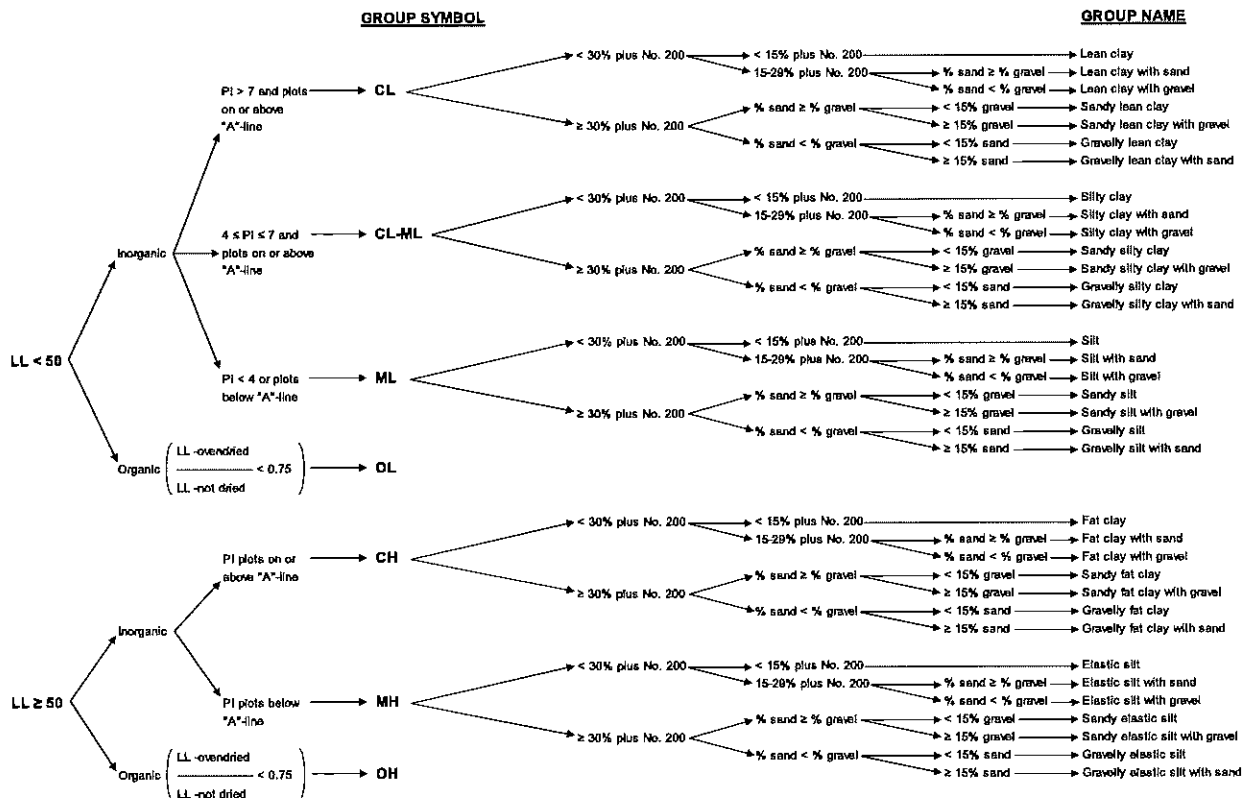 GROUP SYMBOL GROUP NAME
< 30% plus No. 200 < 15% plus No. 200 Lean clay
15-29% plus No. 200 % sand ≥ % gravel Lean clay with sand
% sand < % gravel Lean clay with gravel
PI > 7 and plots
on or above
"A"-line
CL
≥ 30% plus No. 200 % sand ≥ % gravel < 15% gravel Sandy lean clay
≥ 15% gravel Sandy lean clay with gravel
% sand < % gravel < 15% sand Gravelly lean clay
≥ 15% sand Gravelly lean clay with sand
< 30% plus No. 200 < 15% plus No. 200 Silty clay
15-29% plus No. 200 % sand ≥ % gravel Silty clay with sand
% sand < % gravel Silty clay with gravel
Inorganic
4 ≤ PI ≤ 7 and
plots on or above
"A"-line
CL-ML
≥ 30% plus No. 200 % sand ≥ % gravel < 15% gravel Sandy silty clay
≥ 15% gravel Sandy silty clay with gravel
% sand < % gravel < 15% sand Gravelly silty clay
≥ 15% sand Gravelly silty clay with sand
LL < 50
< 30% plus No. 200 < 15% plus No. 200 Silt
15-29% plus No. 200 % sand ≥ % gravel Silt with sand
% sand < % gravel Silt with gravel
PI < 4 or plots
below "A"-line
ML
≥ 30% plus No. 200 % sand ≥ % gravel < 15% gravel Sandy silt
≥ 15% gravel Sandy silt with gravel
% sand < % gravel < 15% sand Gravelly silt
≥ 15% sand Gravelly silt with sand
Organic
LL -ovendried
< 0.75
LL -not dried
OL
< 30% plus No. 200 < 15% plus No. 200 Fat clay
15-29% plus No. 200 % sand ≥ % gravel Fat clay with sand
% sand < % gravel Fat clay with gravel
PI plots on or
above "A"-line
CH
≥ 30% plus No. 200 % sand ≥ % gravel < 15% gravel Sandy fat clay
≥ 15% gravel Sandy fat clay with gravel
% sand < % gravel < 15% sand Gravelly fat clay
≥ 15% sand Gravelly fat clay with sand
Inorganic
LL ≥ 50
< 30% plus No. 200 < 15% plus No. 200 Elastic silt
15-29% plus No. 200 % sand ≥ % gravel Elastic silt with sand
% sand < % gravel Elastic silt with gravel
PI plots below
"A"-line
MH
≥ 30% plus No. 200 % sand ≥ % gravel < 15% gravel Sandy elastic silt
≥ 15% gravel Sandy elastic silt with gravel
% sand < % gravel < 15% sand Gravelly elastic silt
≥ 15% sand Gravelly elastic silt with sand
Organic
LL -ovendried
< 0.75
LL -not dried
OH